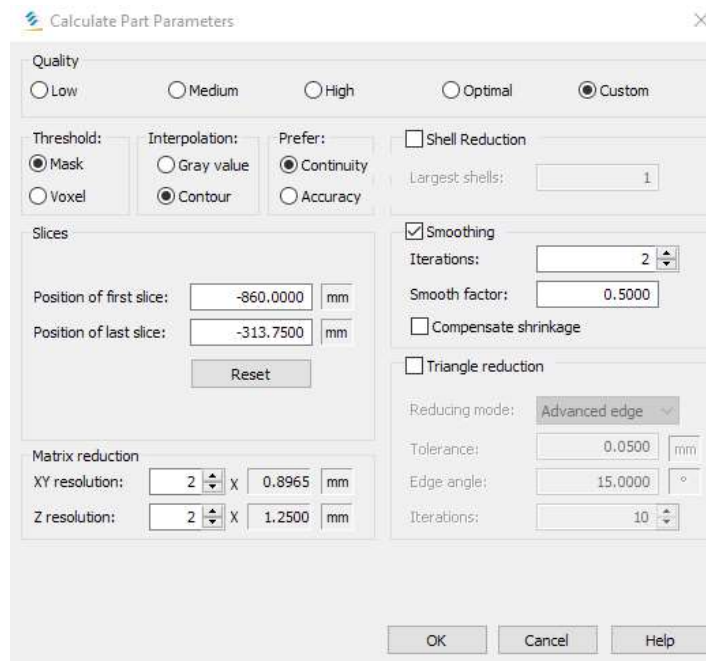 Calculate Part Parameters
Quality
Low Medium High Optimal Custom
Threshold: Interpolation: Prefer:
Mask Gray value Continuity
Voxel Contour Accuracy
Shell Reduction
Largest shells: 1
Slices
Position of first slice: -860.0000 mm
Position of last slice: -313.7500 mm
Reset
Smoothing
Iterations: 2
Smooth factor: 0.5000
Compensate shrinkage
Matrix reduction
XY resolution: 2 X 0.8965 mm
Z resolution: 2 X 1.2500 mm
Triangle reduction
Reducing mode: Advanced edge
Tolerance: 0.0500 mm
Edge angle: 15.0000 °
Iterations: 10
OK Cancel Help